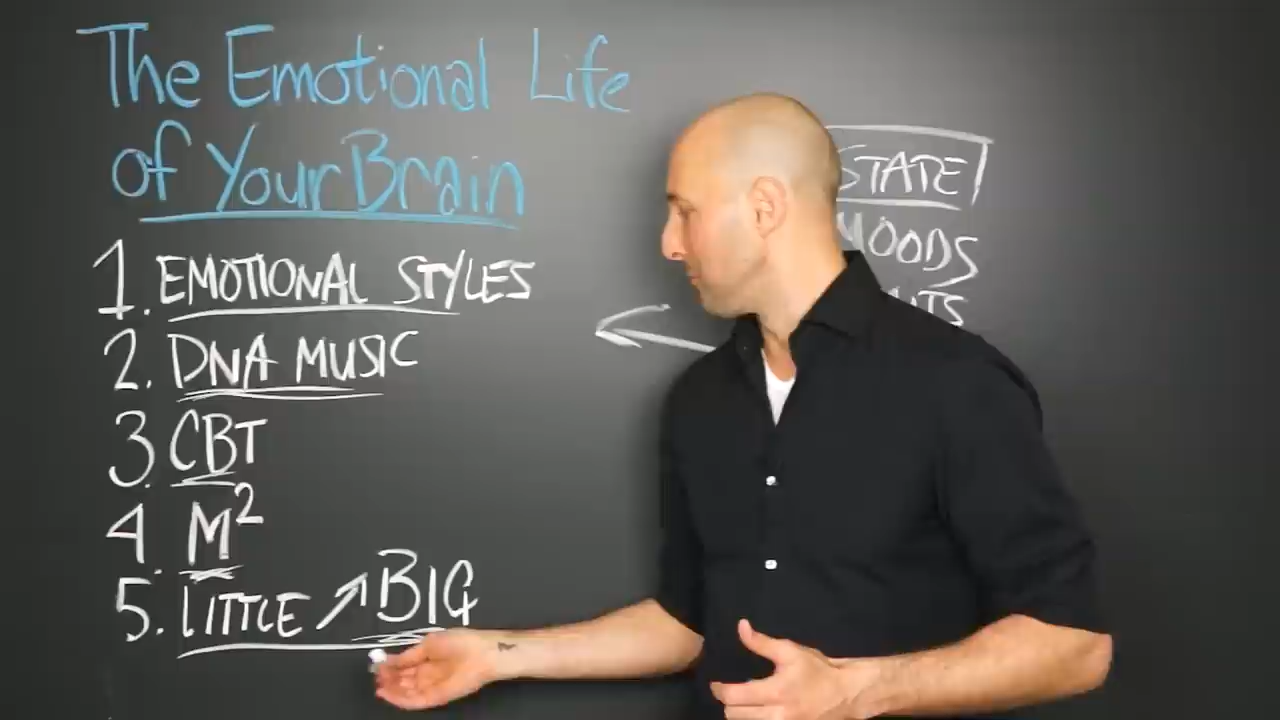 The Emotional Life
of Your Brain
1. EMOTIONAL STYLES
2. DNA MUSIC
3. CBT
4. M²
5. LITTLE ↗ BIG
STATE
MOODS